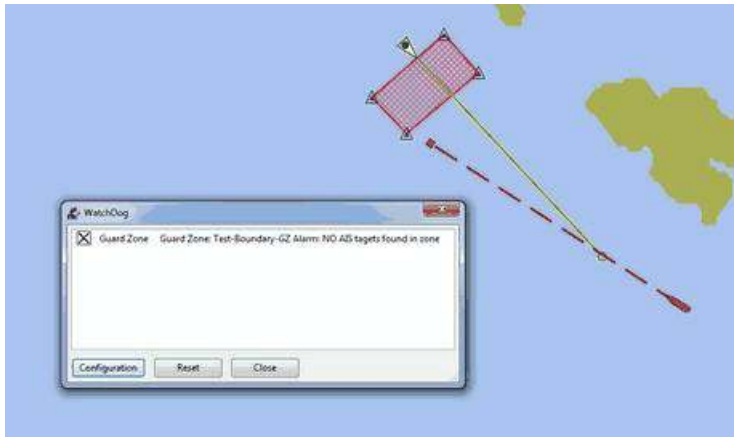 WatchDog
Guard Zone Guard Zone: Test-Boundary-GZ Alarm: NO AIS tagets found in zone
Configuration Reset Close